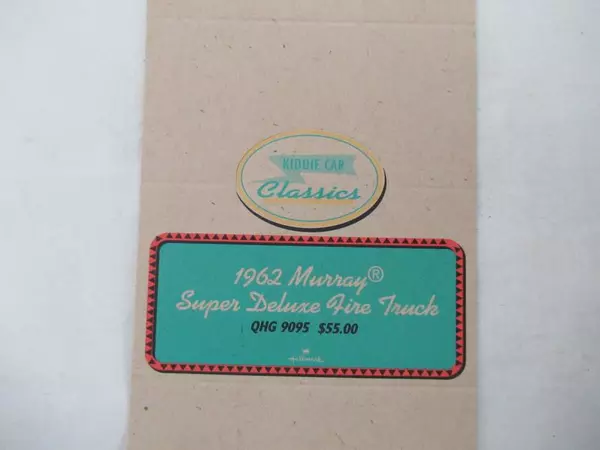 KIDDIE CAR
Classics
1962 Murray®
Super Deluxe Fire Truck
QHG 9095 $55.00
Hallmark